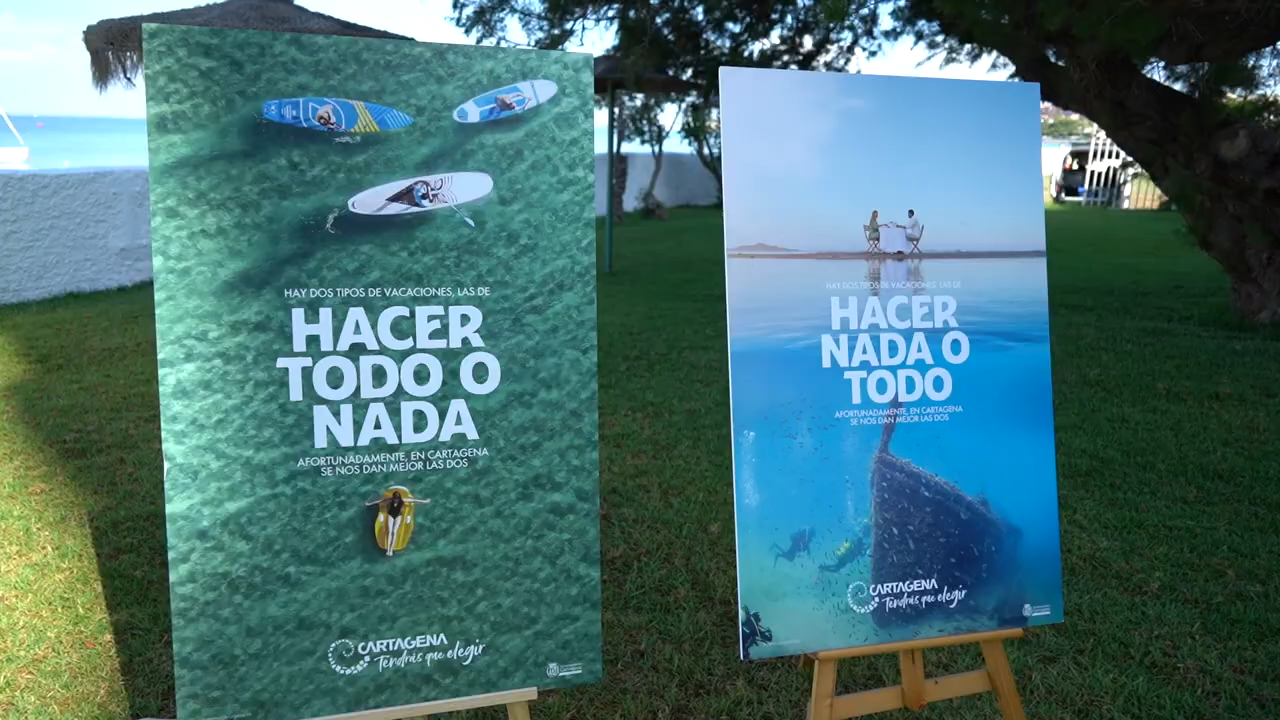 HAY DOS TIPOS DE VACACIONES, LAS DE
HACER
TODO O
NADA
AFORTUNADAMENTE, EN CARTAGENA
SE NOS DAN MEJOR LAS DOS
CARTAGENA
Tendrás que elegir
HAY DOS TIPOS DE VACACIONES, LAS DE
HACER
NADA O
TODO
AFORTUNADAMENTE, EN CARTAGENA
SE NOS DAN MEJOR LAS DOS
CARTAGENA
Tendrás que elegir